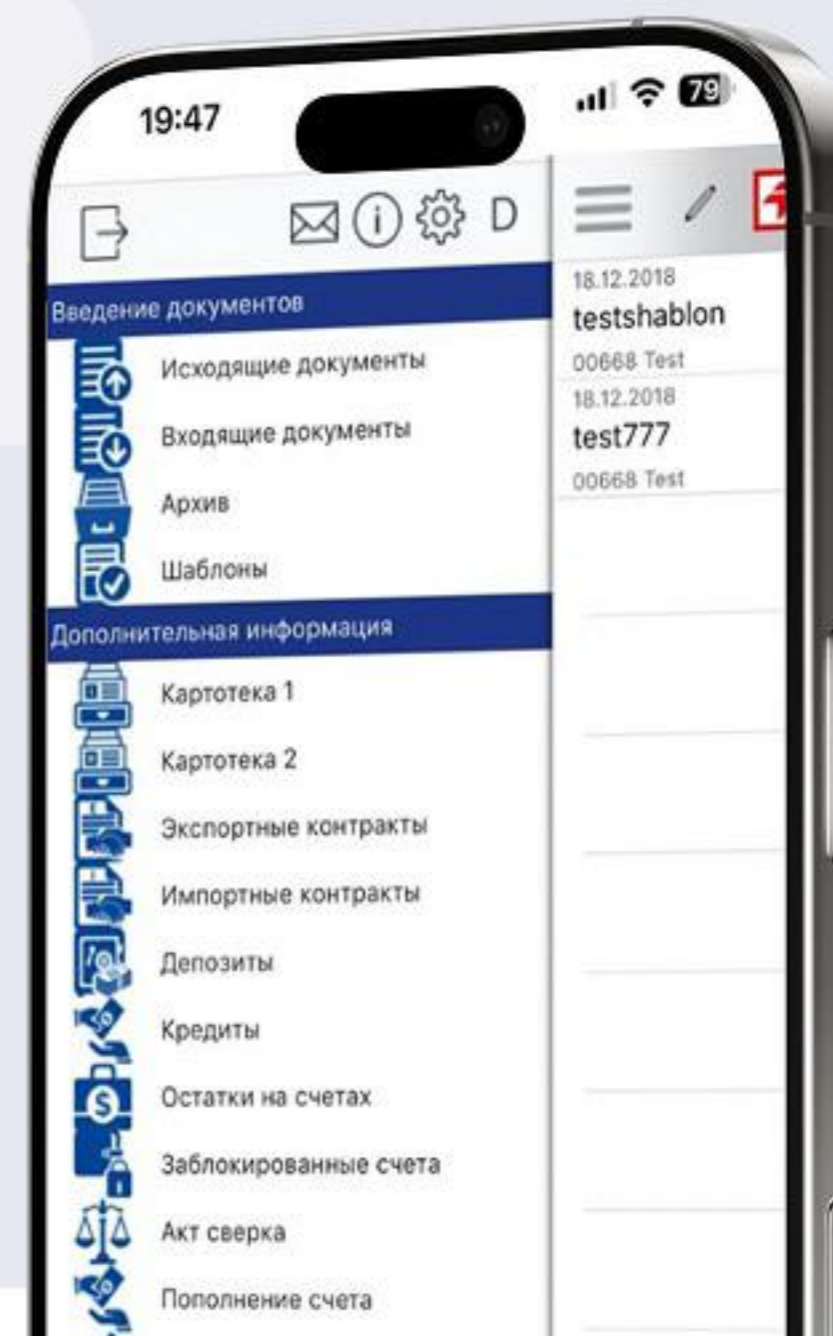 19:47
79
D
Введение документов
Исходящие документы
Входящие документы
Архив
Шаблоны
Дополнительная информация
Картотека 1
Картотека 2
Экспортные контракты
Импортные контракты
Депозиты
Кредиты
Остатки на счетах
Заблокированные счета
Акт сверка
Пополнение счета
18.12.2018
testshablon
00668 Test
18.12.2018
test777
00668 Test